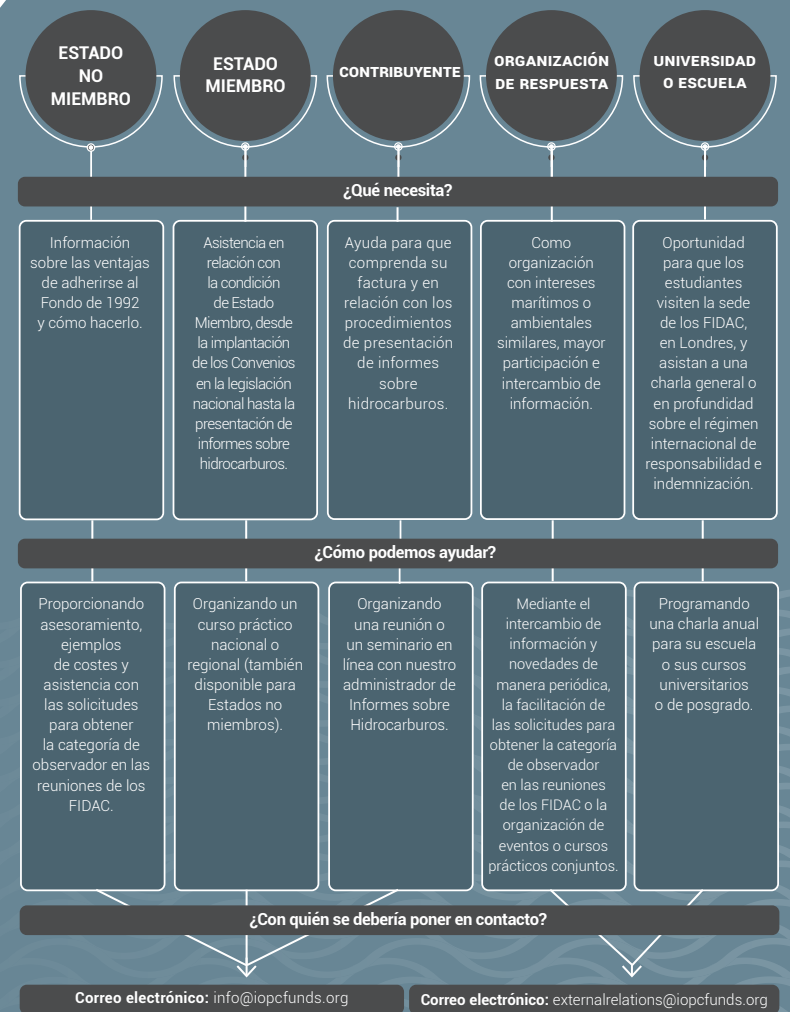 ESTADO
NO
MIEMBRO
ESTADO
MIEMBRO
CONTRIBUYENTE
ORGANIZACIÓN
DE RESPUESTA
UNIVERSIDAD
O ESCUELA
¿Qué necesita?
Información
sobre las ventajas
de adherirse al
Fondo de 1992
y cómo hacerlo.
Asistencia en
relación con
la condición
de Estado
Miembro, desde
la implantación
de los Convenios
en la legislación
nacional hasta la
presentación de
informes sobre
hidrocarburos.
Ayuda para que
comprenda su
factura y en
relación con los
procedimientos
de presentación
de informes
sobre
hidrocarburos.
Como
organización
con intereses
marítimos o
ambientales
similares, mayor
participación e
intercambio de
información.
Oportunidad
para que los
estudiantes
visiten la sede
de los FIDAC,
en Londres, y
asistan a una
charla general o
en profundidad
sobre el régimen
internacional de
responsabilidad e
indemnización.
¿Cómo podemos ayudar?
Proporcionando
asesoramiento,
ejemplos
de costes y
asistencia con
las solicitudes
para obtener
la categoría de
observador en las
reuniones de los
FIDAC.
Organizando un
curso práctico
nacional o
regional (también
disponible para
Estados no
miembros).
Organizando
una reunión o
un seminario en
línea con nuestro
administrador de
Informes sobre
Hidrocarburos.
Mediante el
intercambio de
información y
novedades de
manera periódica,
la facilitación de
las solicitudes para
obtener la categoría
de observador
en las reuniones
de los FIDAC o la
organización de
eventos o cursos
prácticos conjuntos.
Programando
una charla anual
para su escuela
o sus cursos
universitarios
o de posgrado.
¿Con quién se debería poner en contacto?
Correo electrónico: info@iopcfunds.org
Correo electrónico: externalrelations@iopcfunds.org